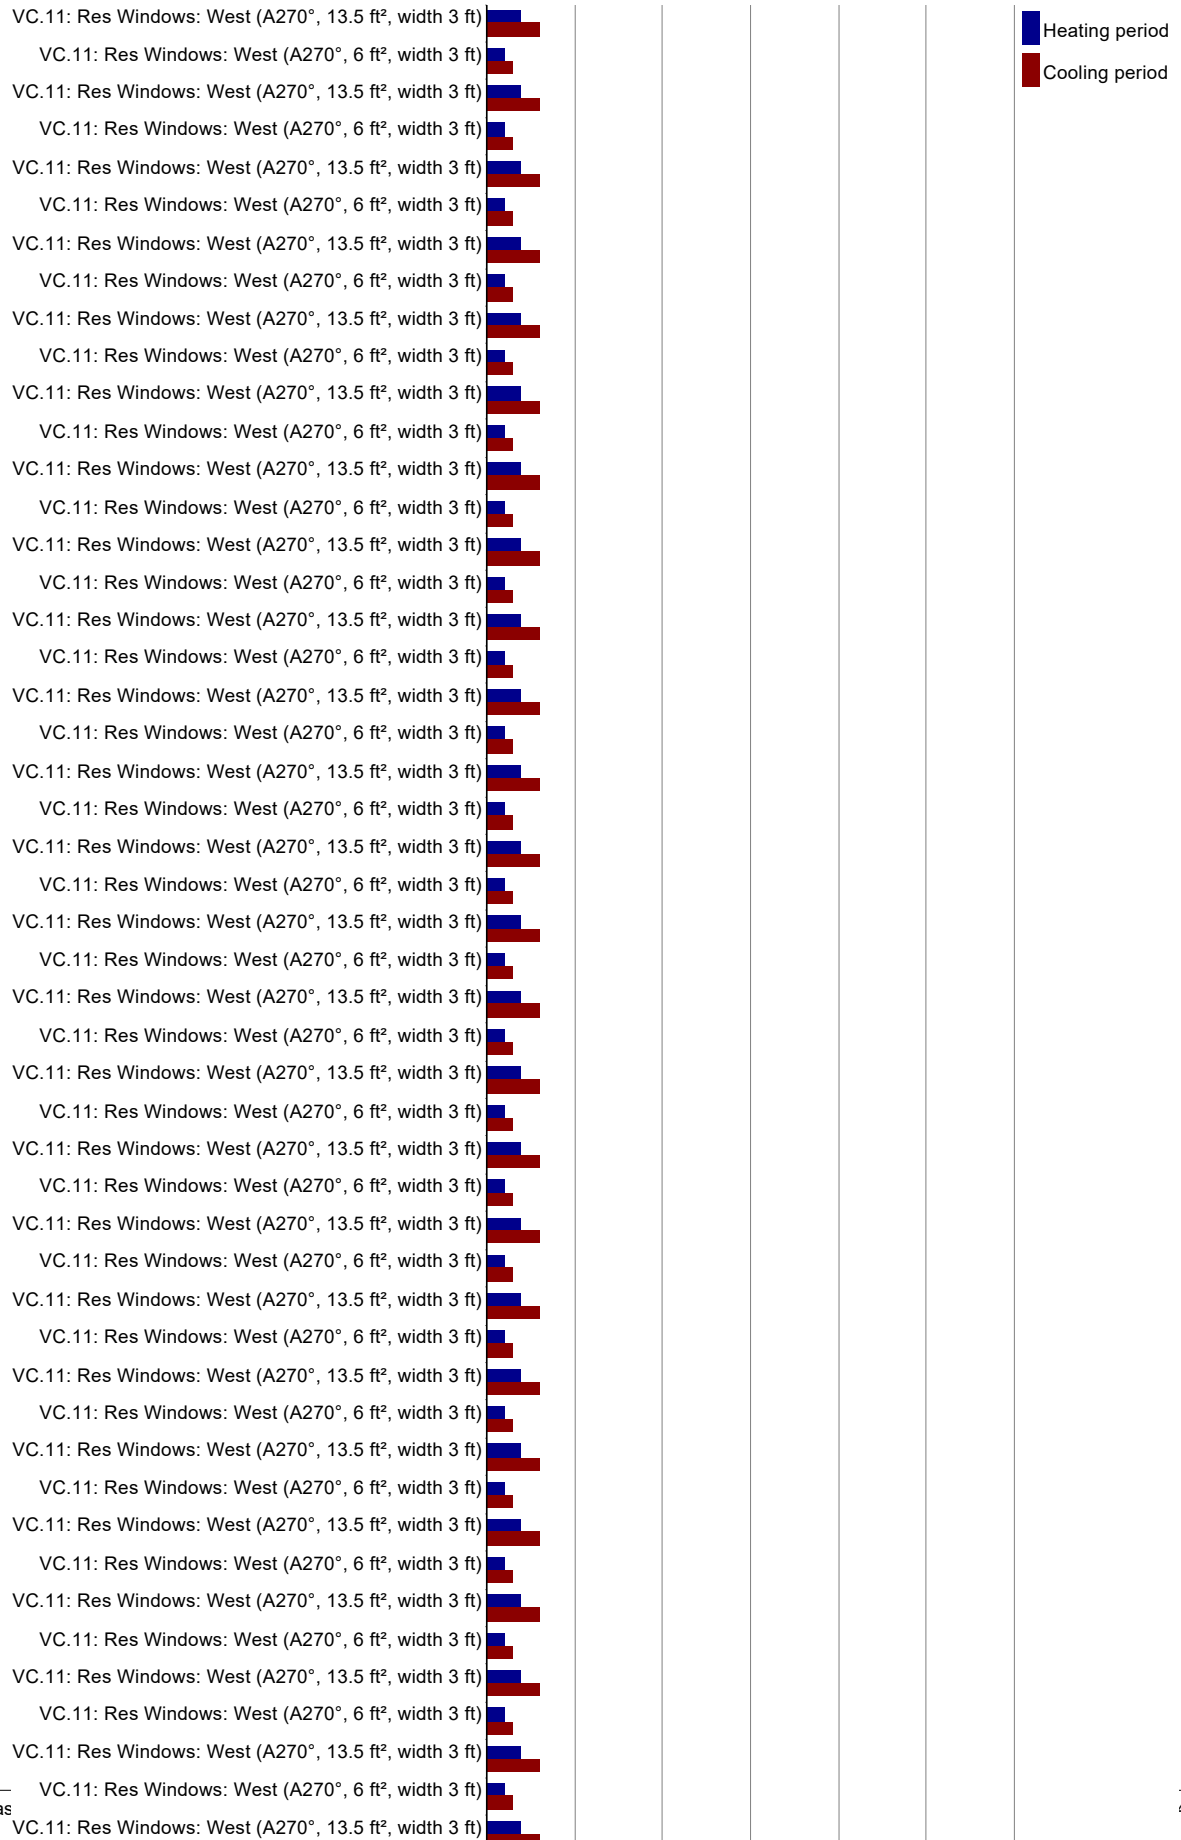 VC.11: Res Windows: West (A270°, 13.5 ft², width 3 ft)
VC.11: Res Windows: West (A270°, 6 ft², width 3 ft)
VC.11: Res Windows: West (A270°, 13.5 ft², width 3 ft)
VC.11: Res Windows: West (A270°, 6 ft², width 3 ft)
VC.11: Res Windows: West (A270°, 13.5 ft², width 3 ft)
VC.11: Res Windows: West (A270°, 6 ft², width 3 ft)
VC.11: Res Windows: West (A270°, 13.5 ft², width 3 ft)
VC.11: Res Windows: West (A270°, 6 ft², width 3 ft)
VC.11: Res Windows: West (A270°, 13.5 ft², width 3 ft)
VC.11: Res Windows: West (A270°, 6 ft², width 3 ft)
VC.11: Res Windows: West (A270°, 13.5 ft², width 3 ft)
VC.11: Res Windows: West (A270°, 6 ft², width 3 ft)
VC.11: Res Windows: West (A270°, 13.5 ft², width 3 ft)
VC.11: Res Windows: West (A270°, 6 ft², width 3 ft)
VC.11: Res Windows: West (A270°, 13.5 ft², width 3 ft)
VC.11: Res Windows: West (A270°, 6 ft², width 3 ft)
VC.11: Res Windows: West (A270°, 13.5 ft², width 3 ft)
VC.11: Res Windows: West (A270°, 6 ft², width 3 ft)
VC.11: Res Windows: West (A270°, 13.5 ft², width 3 ft)
VC.11: Res Windows: West (A270°, 6 ft², width 3 ft)
VC.11: Res Windows: West (A270°, 13.5 ft², width 3 ft)
VC.11: Res Windows: West (A270°, 6 ft², width 3 ft)
VC.11: Res Windows: West (A270°, 13.5 ft², width 3 ft)
VC.11: Res Windows: West (A270°, 6 ft², width 3 ft)
VC.11: Res Windows: West (A270°, 13.5 ft², width 3 ft)
VC.11: Res Windows: West (A270°, 6 ft², width 3 ft)
VC.11: Res Windows: West (A270°, 13.5 ft², width 3 ft)
VC.11: Res Windows: West (A270°, 6 ft², width 3 ft)
VC.11: Res Windows: West (A270°, 13.5 ft², width 3 ft)
VC.11: Res Windows: West (A270°, 6 ft², width 3 ft)
VC.11: Res Windows: West (A270°, 13.5 ft², width 3 ft)
VC.11: Res Windows: West (A270°, 6 ft², width 3 ft)
VC.11: Res Windows: West (A270°, 13.5 ft², width 3 ft)
VC.11: Res Windows: West (A270°, 6 ft², width 3 ft)
VC.11: Res Windows: West (A270°, 13.5 ft², width 3 ft)
VC.11: Res Windows: West (A270°, 6 ft², width 3 ft)
VC.11: Res Windows: West (A270°, 13.5 ft², width 3 ft)
VC.11: Res Windows: West (A270°, 6 ft², width 3 ft)
VC.11: Res Windows: West (A270°, 13.5 ft², width 3 ft)
VC.11: Res Windows: West (A270°, 6 ft², width 3 ft)
VC.11: Res Windows: West (A270°, 13.5 ft², width 3 ft)
VC.11: Res Windows: West (A270°, 6 ft², width 3 ft)
VC.11: Res Windows: West (A270°, 13.5 ft², width 3 ft)
VC.11: Res Windows: West (A270°, 6 ft², width 3 ft)
VC.11: Res Windows: West (A270°, 13.5 ft², width 3 ft)
VC.11: Res Windows: West (A270°, 6 ft², width 3 ft)
VC.11: Res Windows: West (A270°, 13.5 ft², width 3 ft)
VC.11: Res Windows: West (A270°, 6 ft², width 3 ft)
VC.11: Res Windows: West (A270°, 13.5 ft², width 3 ft)
Heating period
Cooling period